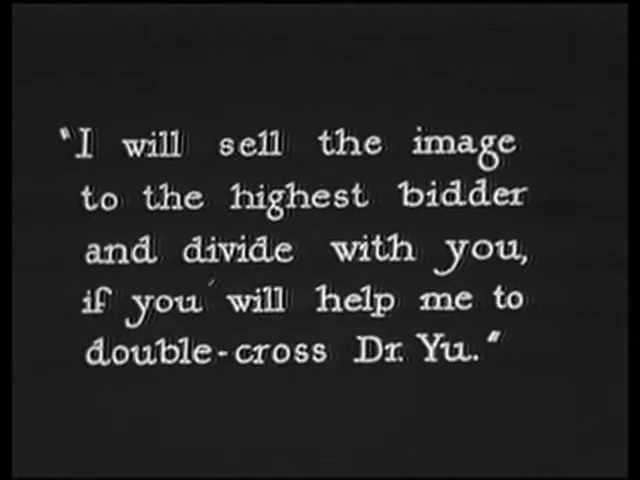 "I will sell the image
to the highest bidder
and divide with you,
if you will help me to
double-cross Dr. Yu."